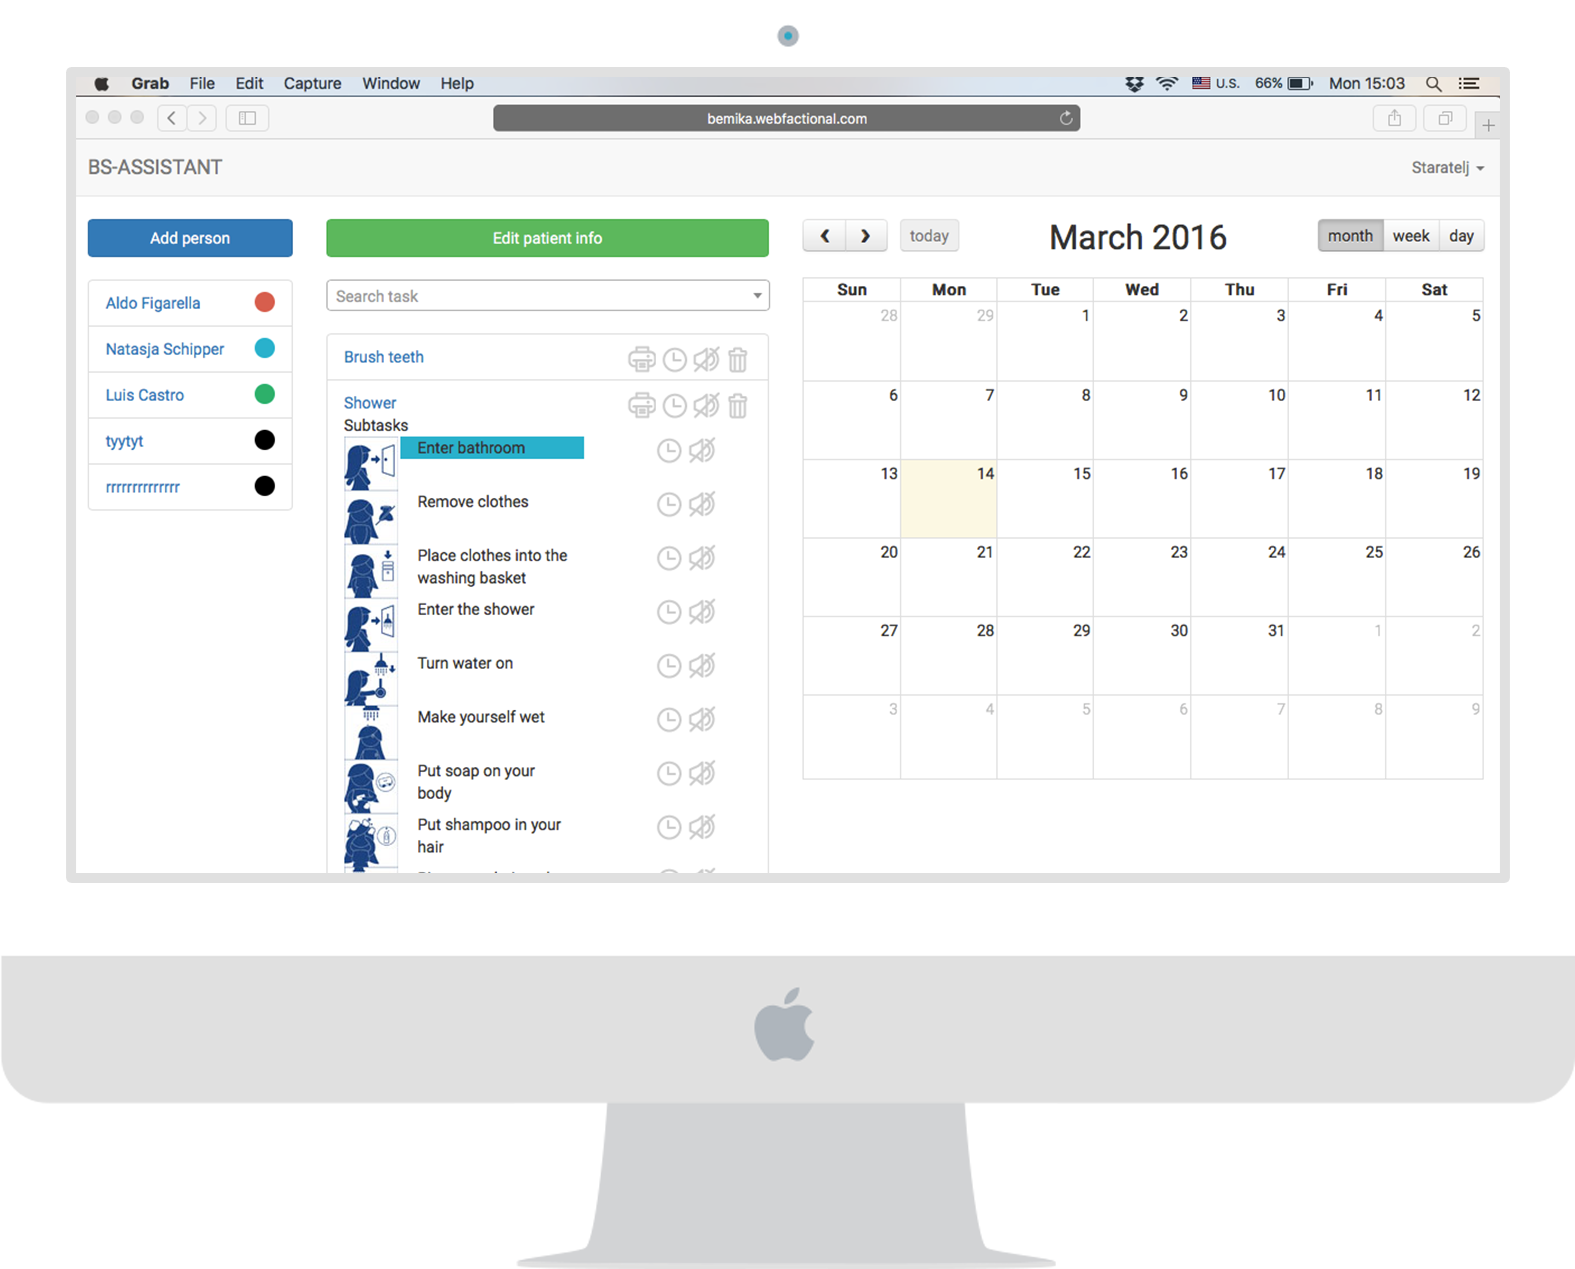 Grab File Edit Capture Window Help U.S. 66% Mon 15:03
bemika.webfactional.com
BS-ASSISTANT
Staratelj
Add person
Aldo Figarella
Natasja Schipper
Luis Castro
tyytyt
rrrrrrrrrrrrrr
Edit patient info
Search task
Brush teeth
Shower
Subtasks
Enter bathroom
Remove clothes
Place clothes into the
washing basket
Enter the shower
Turn water on
Make yourself wet
Put soap on your
body
Put shampoo in your
hair
today
March 2016
month week day
Sun Mon Tue Wed Thu Fri Sat
28 29 1 2 3 4 5
6 7 8 9 10 11 12
13 14 15 16 17 18 19
20 21 22 23 24 25 26
27 28 29 30 31 1 2
3 4 5 6 7 8 9